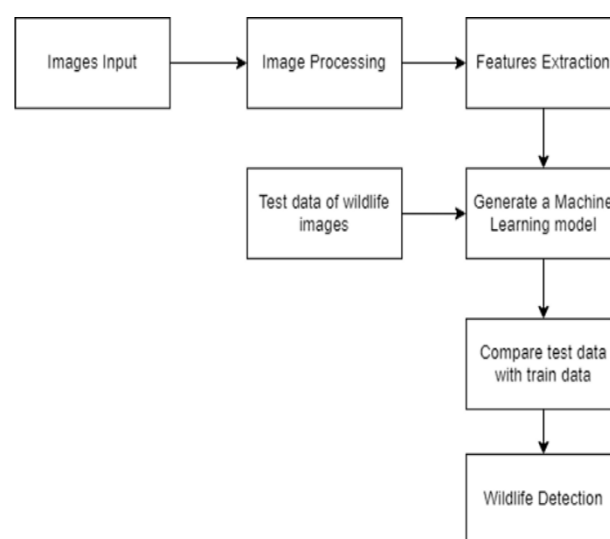 Images Input
Image Processing
Features Extraction
Test data of wildlife
images
Generate a Machine
Learning model
Compare test data
with train data
Wildlife Detection